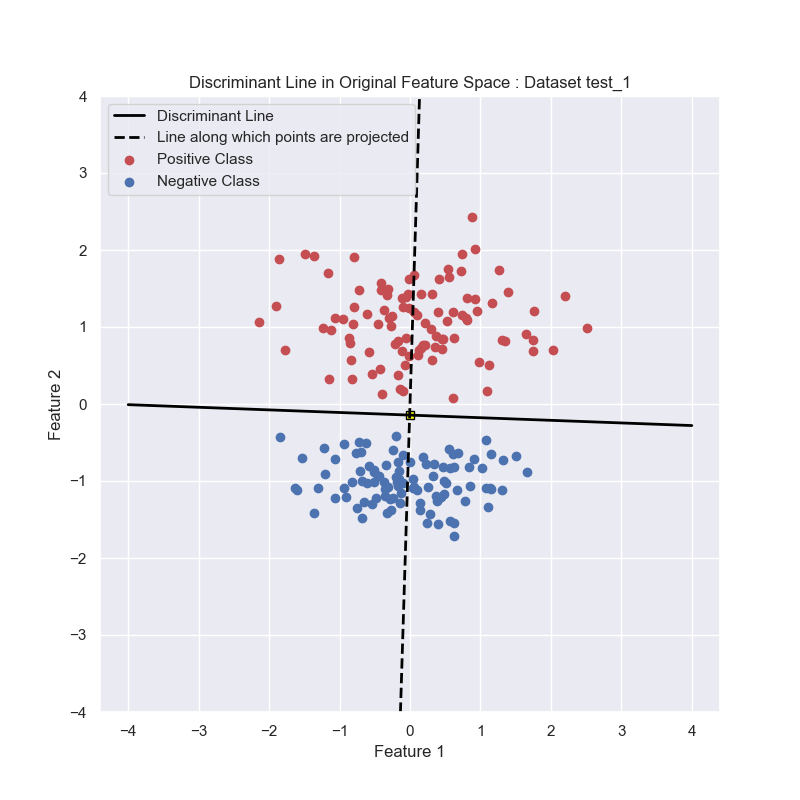 Discriminant Line in Original Feature Space : Dataset test_1
Discriminant Line
Line along which points are projected
Positive Class
Negative Class
4
3
2
1
0
−1
−2
−3
−4
Feature 2
−4 −3 −2 −1 0 1 2 3 4
Feature 1